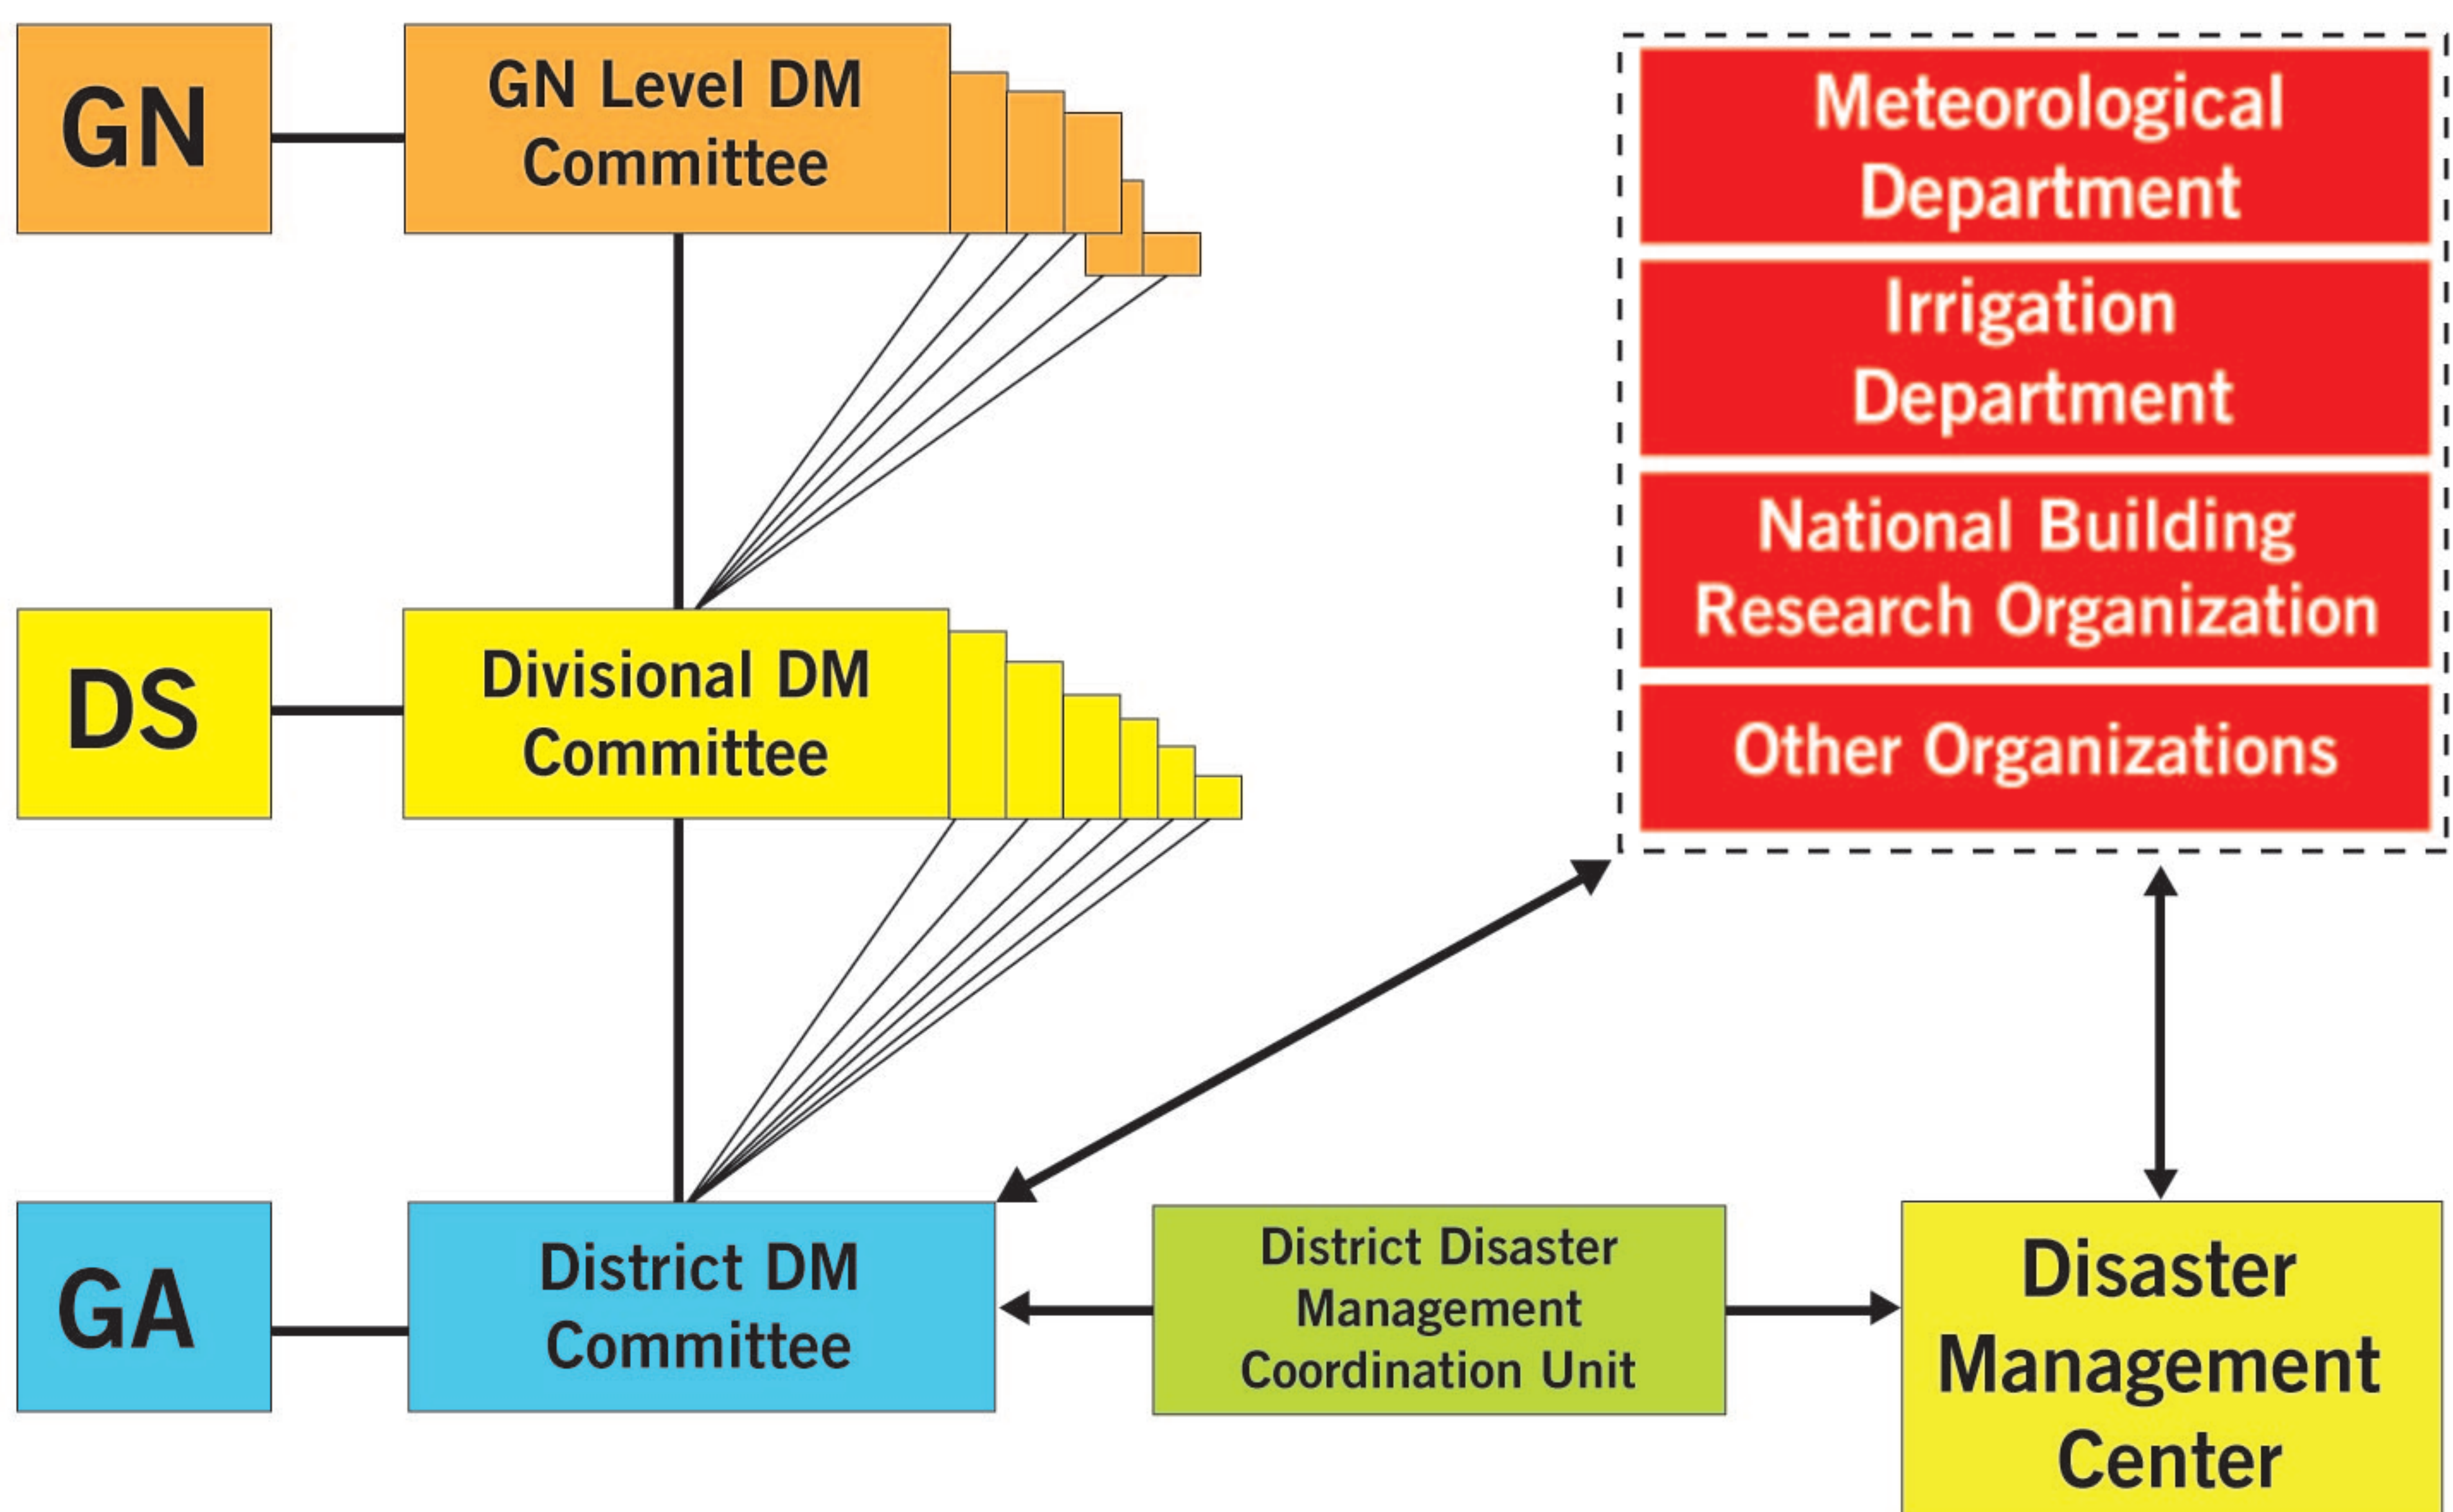 GN
GN Level DM
Committee
DS
Divisional DM
Committee
GA
District DM
Committee
District Disaster
Management
Coordination Unit
Meteorological
Department
Irrigation
Department
National Building
Research Organization
Other Organizations
Disaster
Management
Center